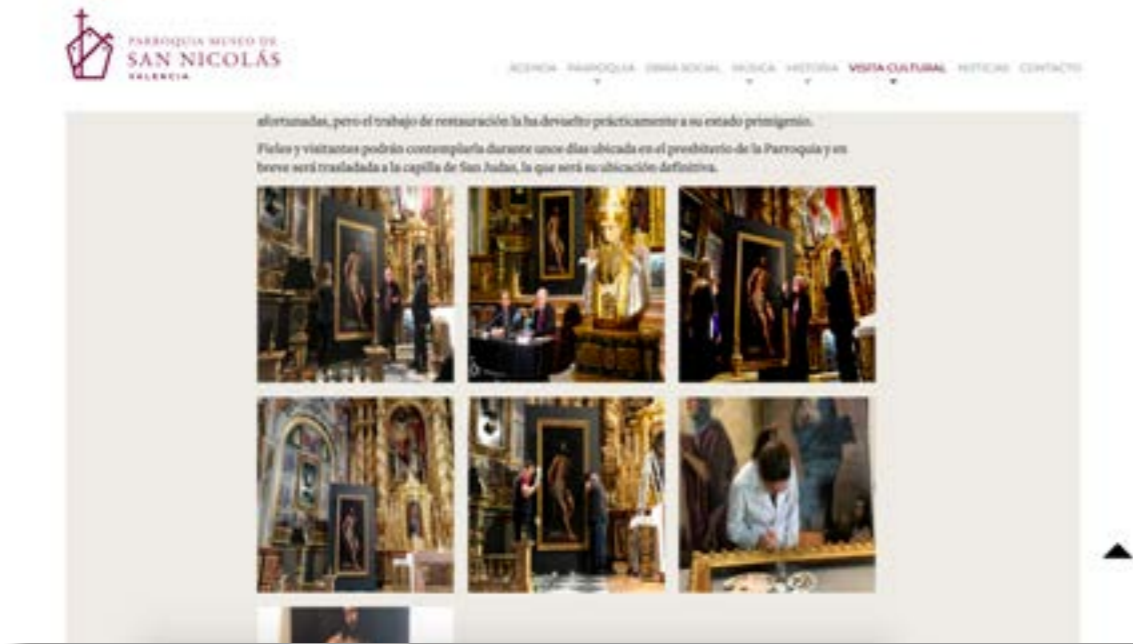 PARROQUIA MUSEO DE
SAN NICOLÁS
VALENCIA
AGENDA PARROQUIA OBRA SOCIAL MÚSICA HISTORIA VISITA CULTURAL NOTICIAS CONTACTO
afortunadas, pero el trabajo de restauración la ha devuelto prácticamente a su estado primigenio.
Fieles y visitantes podrán contemplarla durante unos días ubicada en el presbiterio de la Parroquia y en
breve será trasladada a la capilla de San Judas, la que será su ubicación definitiva.